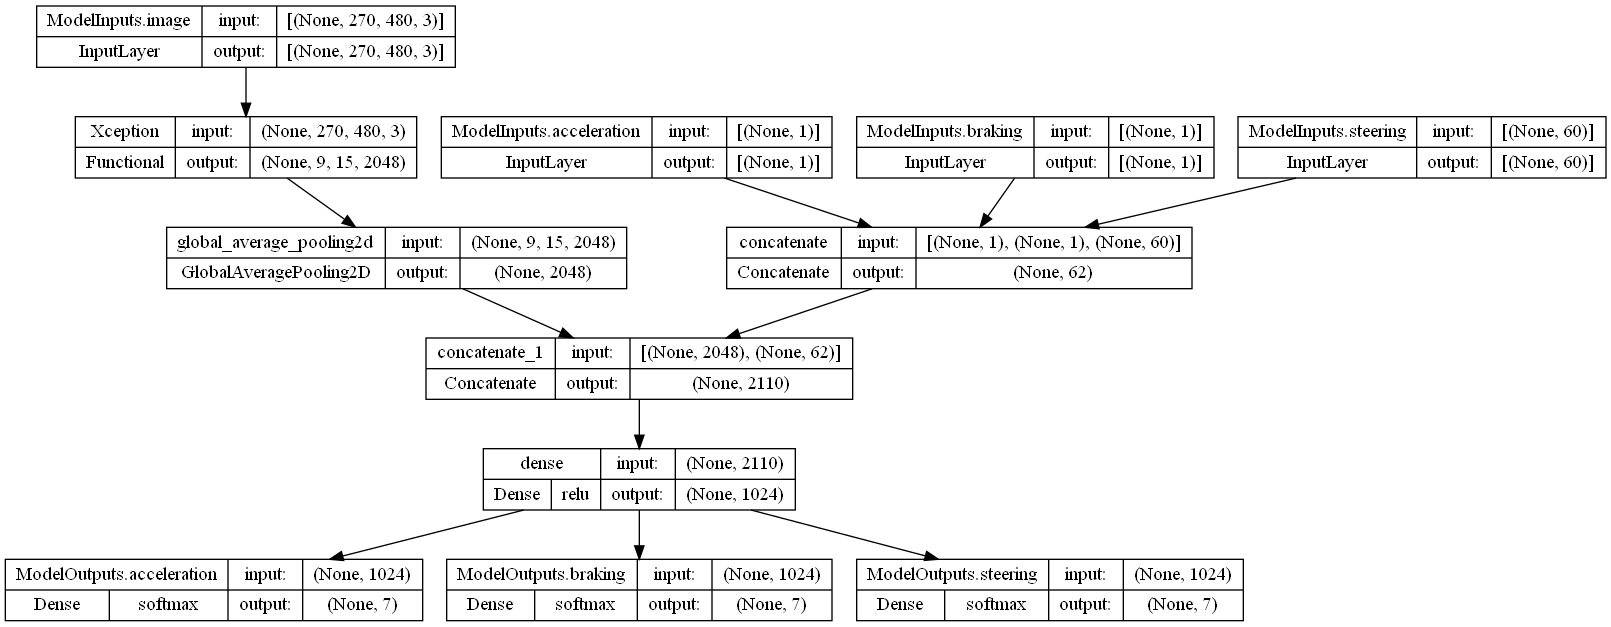 ModelInputs.image input: [(None, 270, 480, 3)]
InputLayer output: [(None, 270, 480, 3)]
Xception input: (None, 270, 480, 3)
Functional output: (None, 9, 15, 2048)
ModelInputs.acceleration input: [(None, 1)]
InputLayer output: [(None, 1)]
ModelInputs.braking input: [(None, 1)]
InputLayer output: [(None, 1)]
ModelInputs.steering input: [(None, 60)]
InputLayer output: [(None, 60)]
global_average_pooling2d input: (None, 9, 15, 2048)
GlobalAveragePooling2D output: (None, 2048)
concatenate input: [(None, 1), (None, 1), (None, 60)]
Concatenate output: (None, 62)
concatenate_1 input: [(None, 2048), (None, 62)]
Concatenate output: (None, 2110)
dense input: (None, 2110)
Dense relu output: (None, 1024)
ModelOutputs.acceleration input: (None, 1024)
Dense softmax output: (None, 7)
ModelOutputs.braking input: (None, 1024)
Dense softmax output: (None, 7)
ModelOutputs.steering input: (None, 1024)
Dense softmax output: (None, 7)